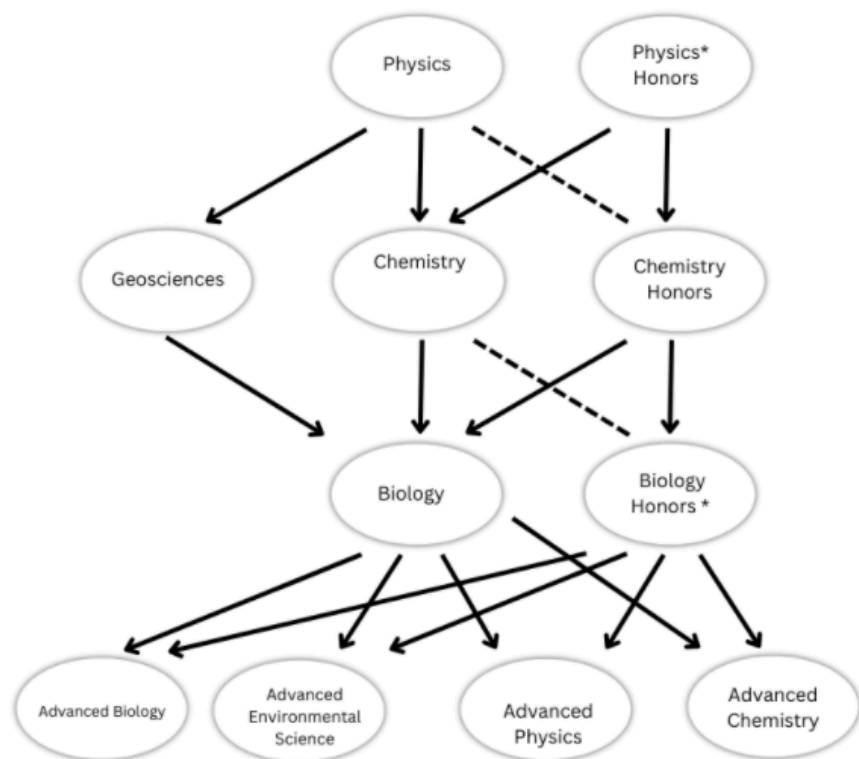 Physics
Physics*
Honors
Geosciences
Chemistry
Chemistry
Honors
Biology
Biology
Honors *
Advanced Biology
Advanced
Environmental
Science
Advanced
Physics
Advanced
Chemistry